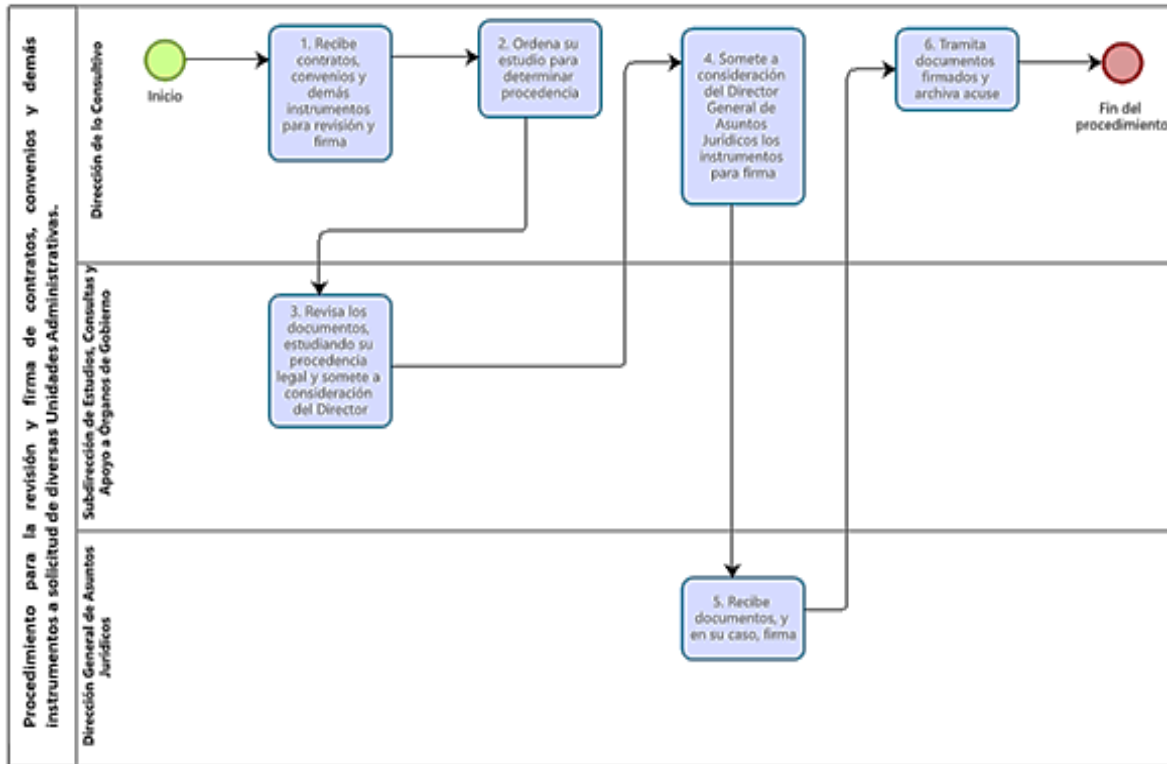 Procedimiento para la revisión y firma de contratos, convenios y demás
instrumentos a solicitud de diversas Unidades Administrativas.
Dirección de lo Consultivo
Inicio
1. Recibe
contratos,
convenios y
demás
instrumentos
para revisión y
firma
2. Ordena su
estudio para
determinar
procedencia
4. Somete a
consideración
del Director
General de
Asuntos
Jurídicos los
instrumentos
para firma
6. Tramita
documentos
firmados y
archiva acuse
Fin del
procedimiento
Subdirección de Estudios, Consultas y
Apoyo a Órganos de Gobierno
3. Revisa los
documentos,
estudiando su
procedencia
legal y somete a
consideración
del Director
Dirección General de Asuntos
Jurídicos
5. Recibe
documentos, y
en su caso, firma